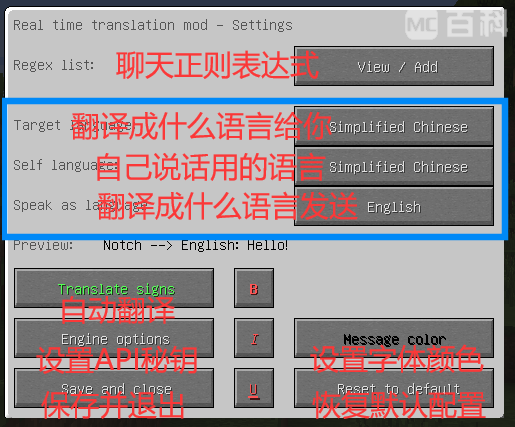 Real time translation mod - Settings
MC百科
Regex list:
聊天正则表达式
View / Add
Target language:
翻译成什么语言给你
Simplified Chinese
Self language:
自己说话用的语言
Simplified Chinese
Speak as language
翻译成什么语言发送
English
Preview: Notch --> English: Hello!
Translate signs
B
自动翻译
Engine options
I
Message color
设置API秘钥
设置字体颜色
Save and close
U
Reset to default
保存并退出
恢复默认配置